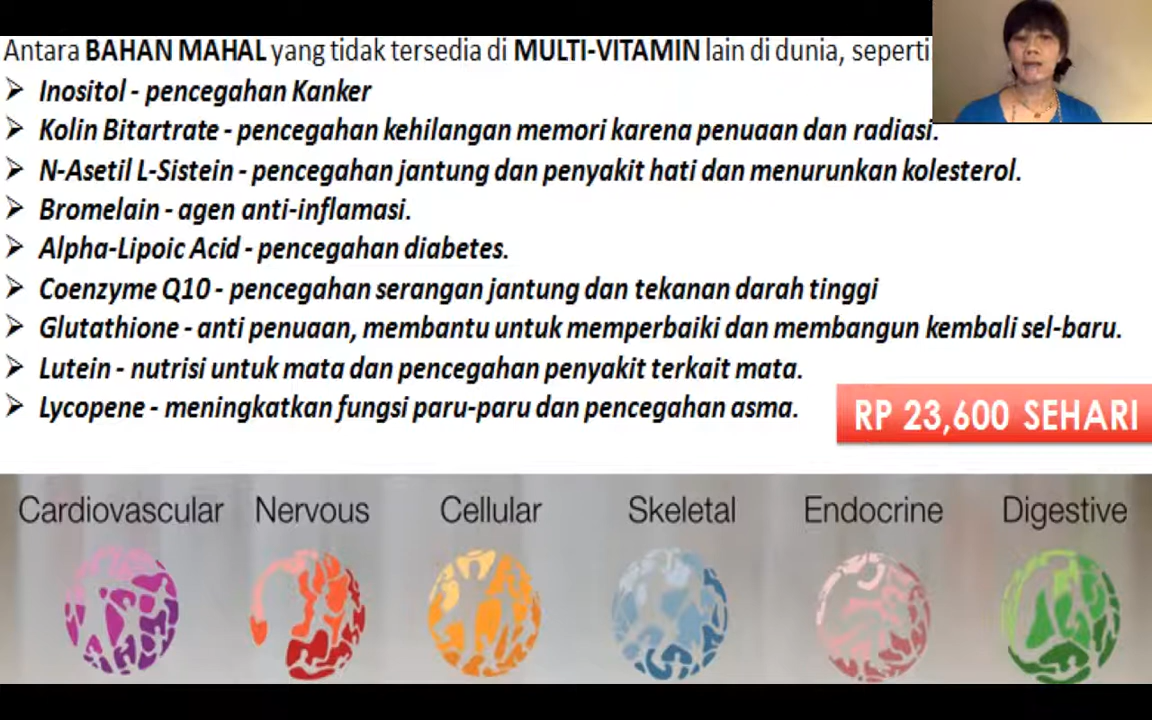 Antara BAHAN MAHAL yang tidak tersedia di MULTI-VITAMIN lain di dunia, seperti
➢ Inositol - pencegahan Kanker
➢ Kolin Bitartrate - pencegahan kehilangan memori karena penuaan dan radiasi.
➢ N-Asetil L-Sistein - pencegahan jantung dan penyakit hati dan menurunkan kolesterol.
➢ Bromelain - agen anti-inflamasi.
➢ Alpha-Lipoic Acid - pencegahan diabetes.
➢ Coenzyme Q10 - pencegahan serangan jantung dan tekanan darah tinggi
➢ Glutathione - anti penuaan, membantu untuk memperbaiki dan membangun kembali sel-baru.
➢ Lutein - nutrisi untuk mata dan pencegahan penyakit terkait mata.
➢ Lycopene - meningkatkan fungsi paru-paru dan pencegahan asma.
RP 23,600 SEHARI
Cardiovascular Nervous Cellular Skeletal Endocrine Digestive